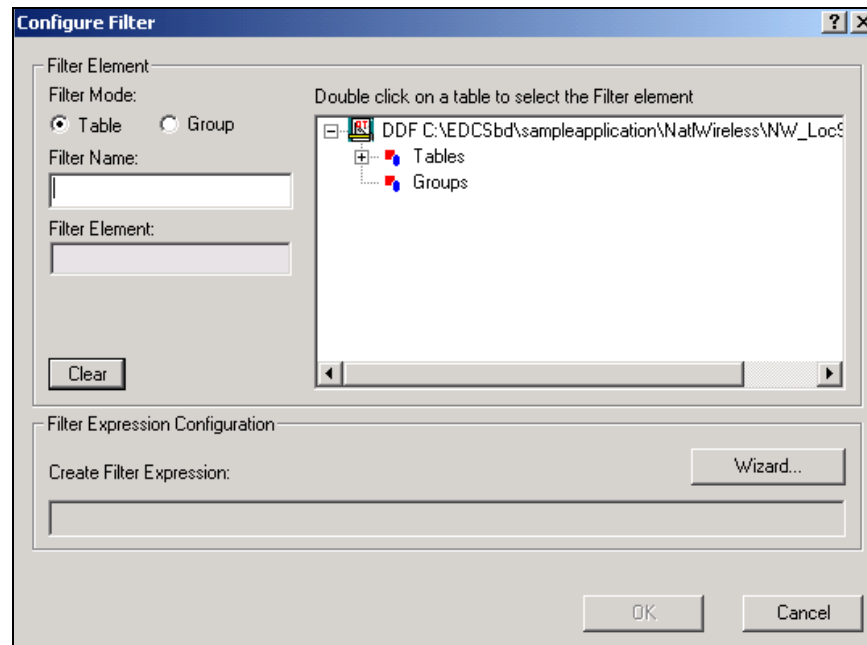 Configure Filter
Filter Element
Filter Mode:
Table Group
Filter Name:
Filter Element:
Clear
Double click on a table to select the Filter element
DDF C:\EDCSbd\sampleapplication\NatlWireless\NW_LocS
Tables
Groups
Filter Expression Configuration
Create Filter Expression:
Wizard...
OK Cancel